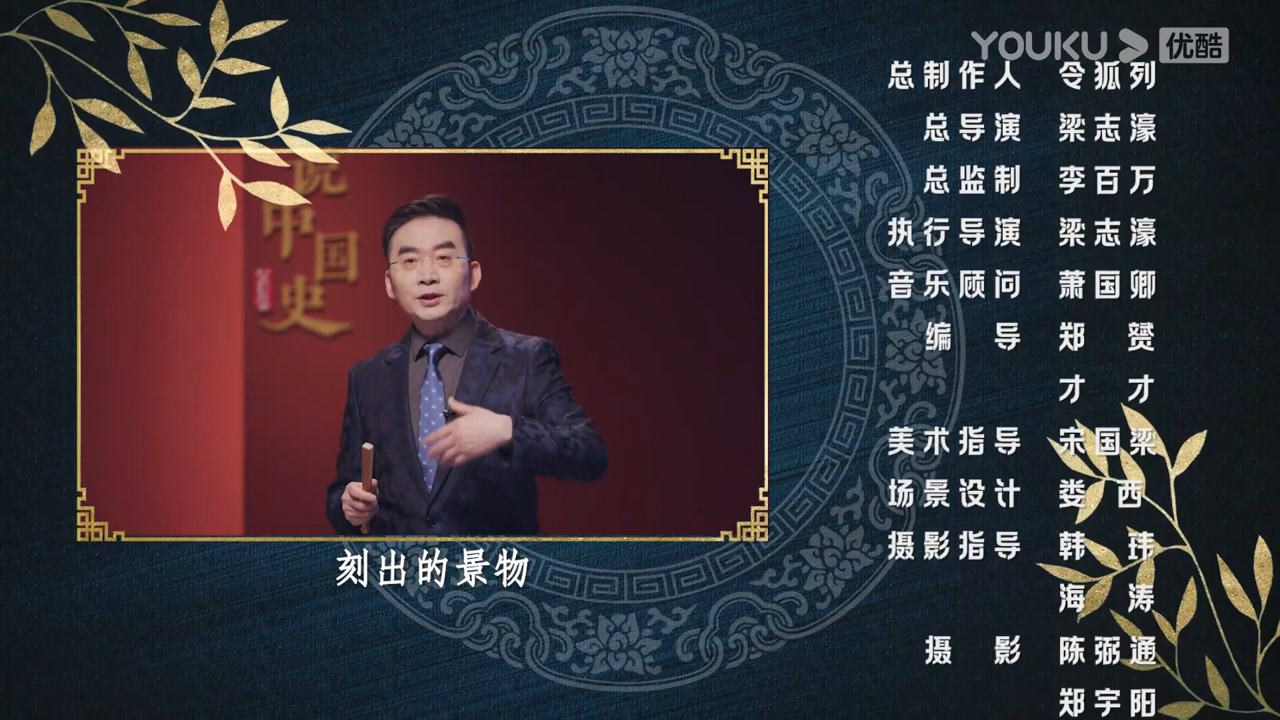 YOUKU 优酷
总制作人 令狐列
总导演 梁志濠
总监制 李百万
执行导演 梁志濠
音乐顾问 萧国卿
编导 郑赟
才才
美术指导 宋国梁
场景设计 娄西
摄影指导 韩玮
海涛
摄影 陈弼通
郑宇阳
说
中国
史
刻出的景物